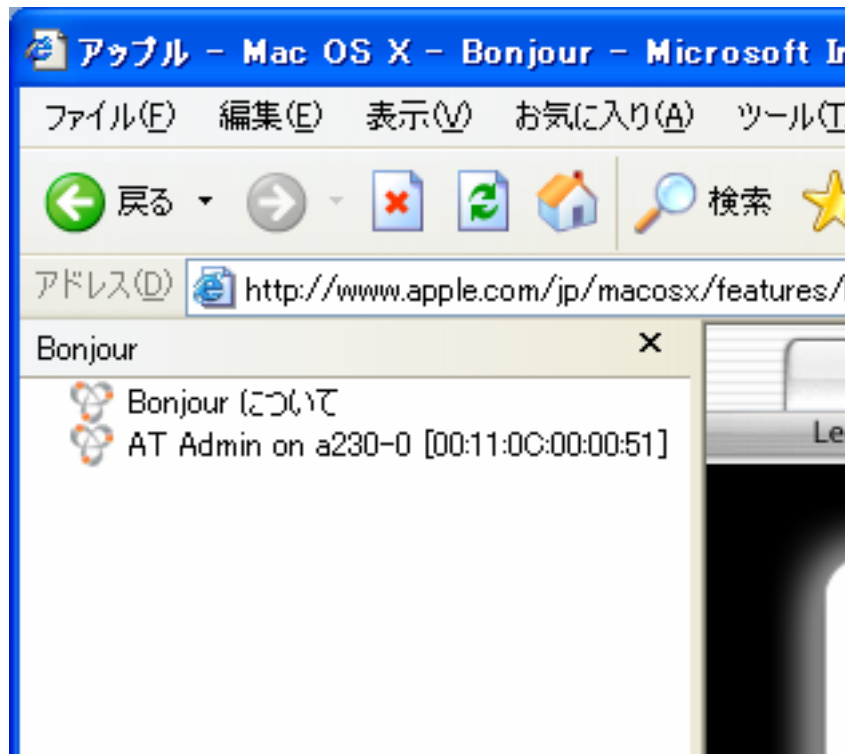 アップル - Mac OS X - Bonjour - Microsoft
ファイル(F) 編集(E) 表示(V) お気に入り(A) ツール(T
戻る 検索
アドレス(D) http://www.apple.com/jp/macosx/features/
Bonjour
Bonjour について
AT Admin on a230-0 [00:11:0C:00:00:51]
Le